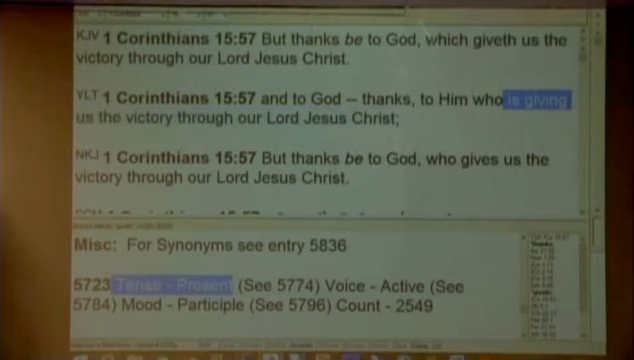 KJV 1 Corinthians 15:57 But thanks be to God, which giveth us the
victory through our Lord Jesus Christ.
YLT 1 Corinthians 15:57 and to God – thanks, to Him who is giving
us the victory through our Lord Jesus Christ;
NKJ 1 Corinthians 15:57 But thanks be to God, who gives us the
victory through our Lord Jesus Christ.
Misc: For Synonyms see entry 5836
5723 Tense - Present (See 5774) Voice - Active (See
5784) Mood - Participle (See 5796) Count - 2549